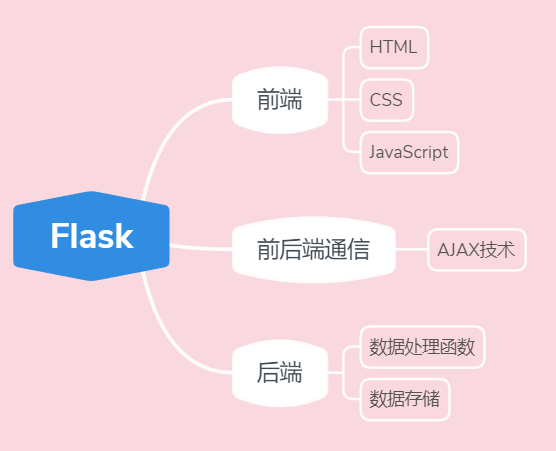 Flask
前端
HTML
CSS
JavaScript
前后端通信
AJAX技术
后端
数据处理函数
数据存储